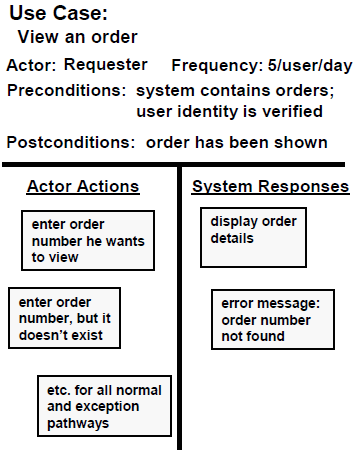 Use Case:
View an order
Actor: Requester Frequency: 5/user/day
Preconditions: system contains orders;
user identity is verified
Postconditions: order has been shown
Actor Actions
System Responses
enter order
number he wants
to view
display order
details
enter order
number, but it
doesn't exist
error message:
order number
not found
etc. for all normal
and exception
pathways